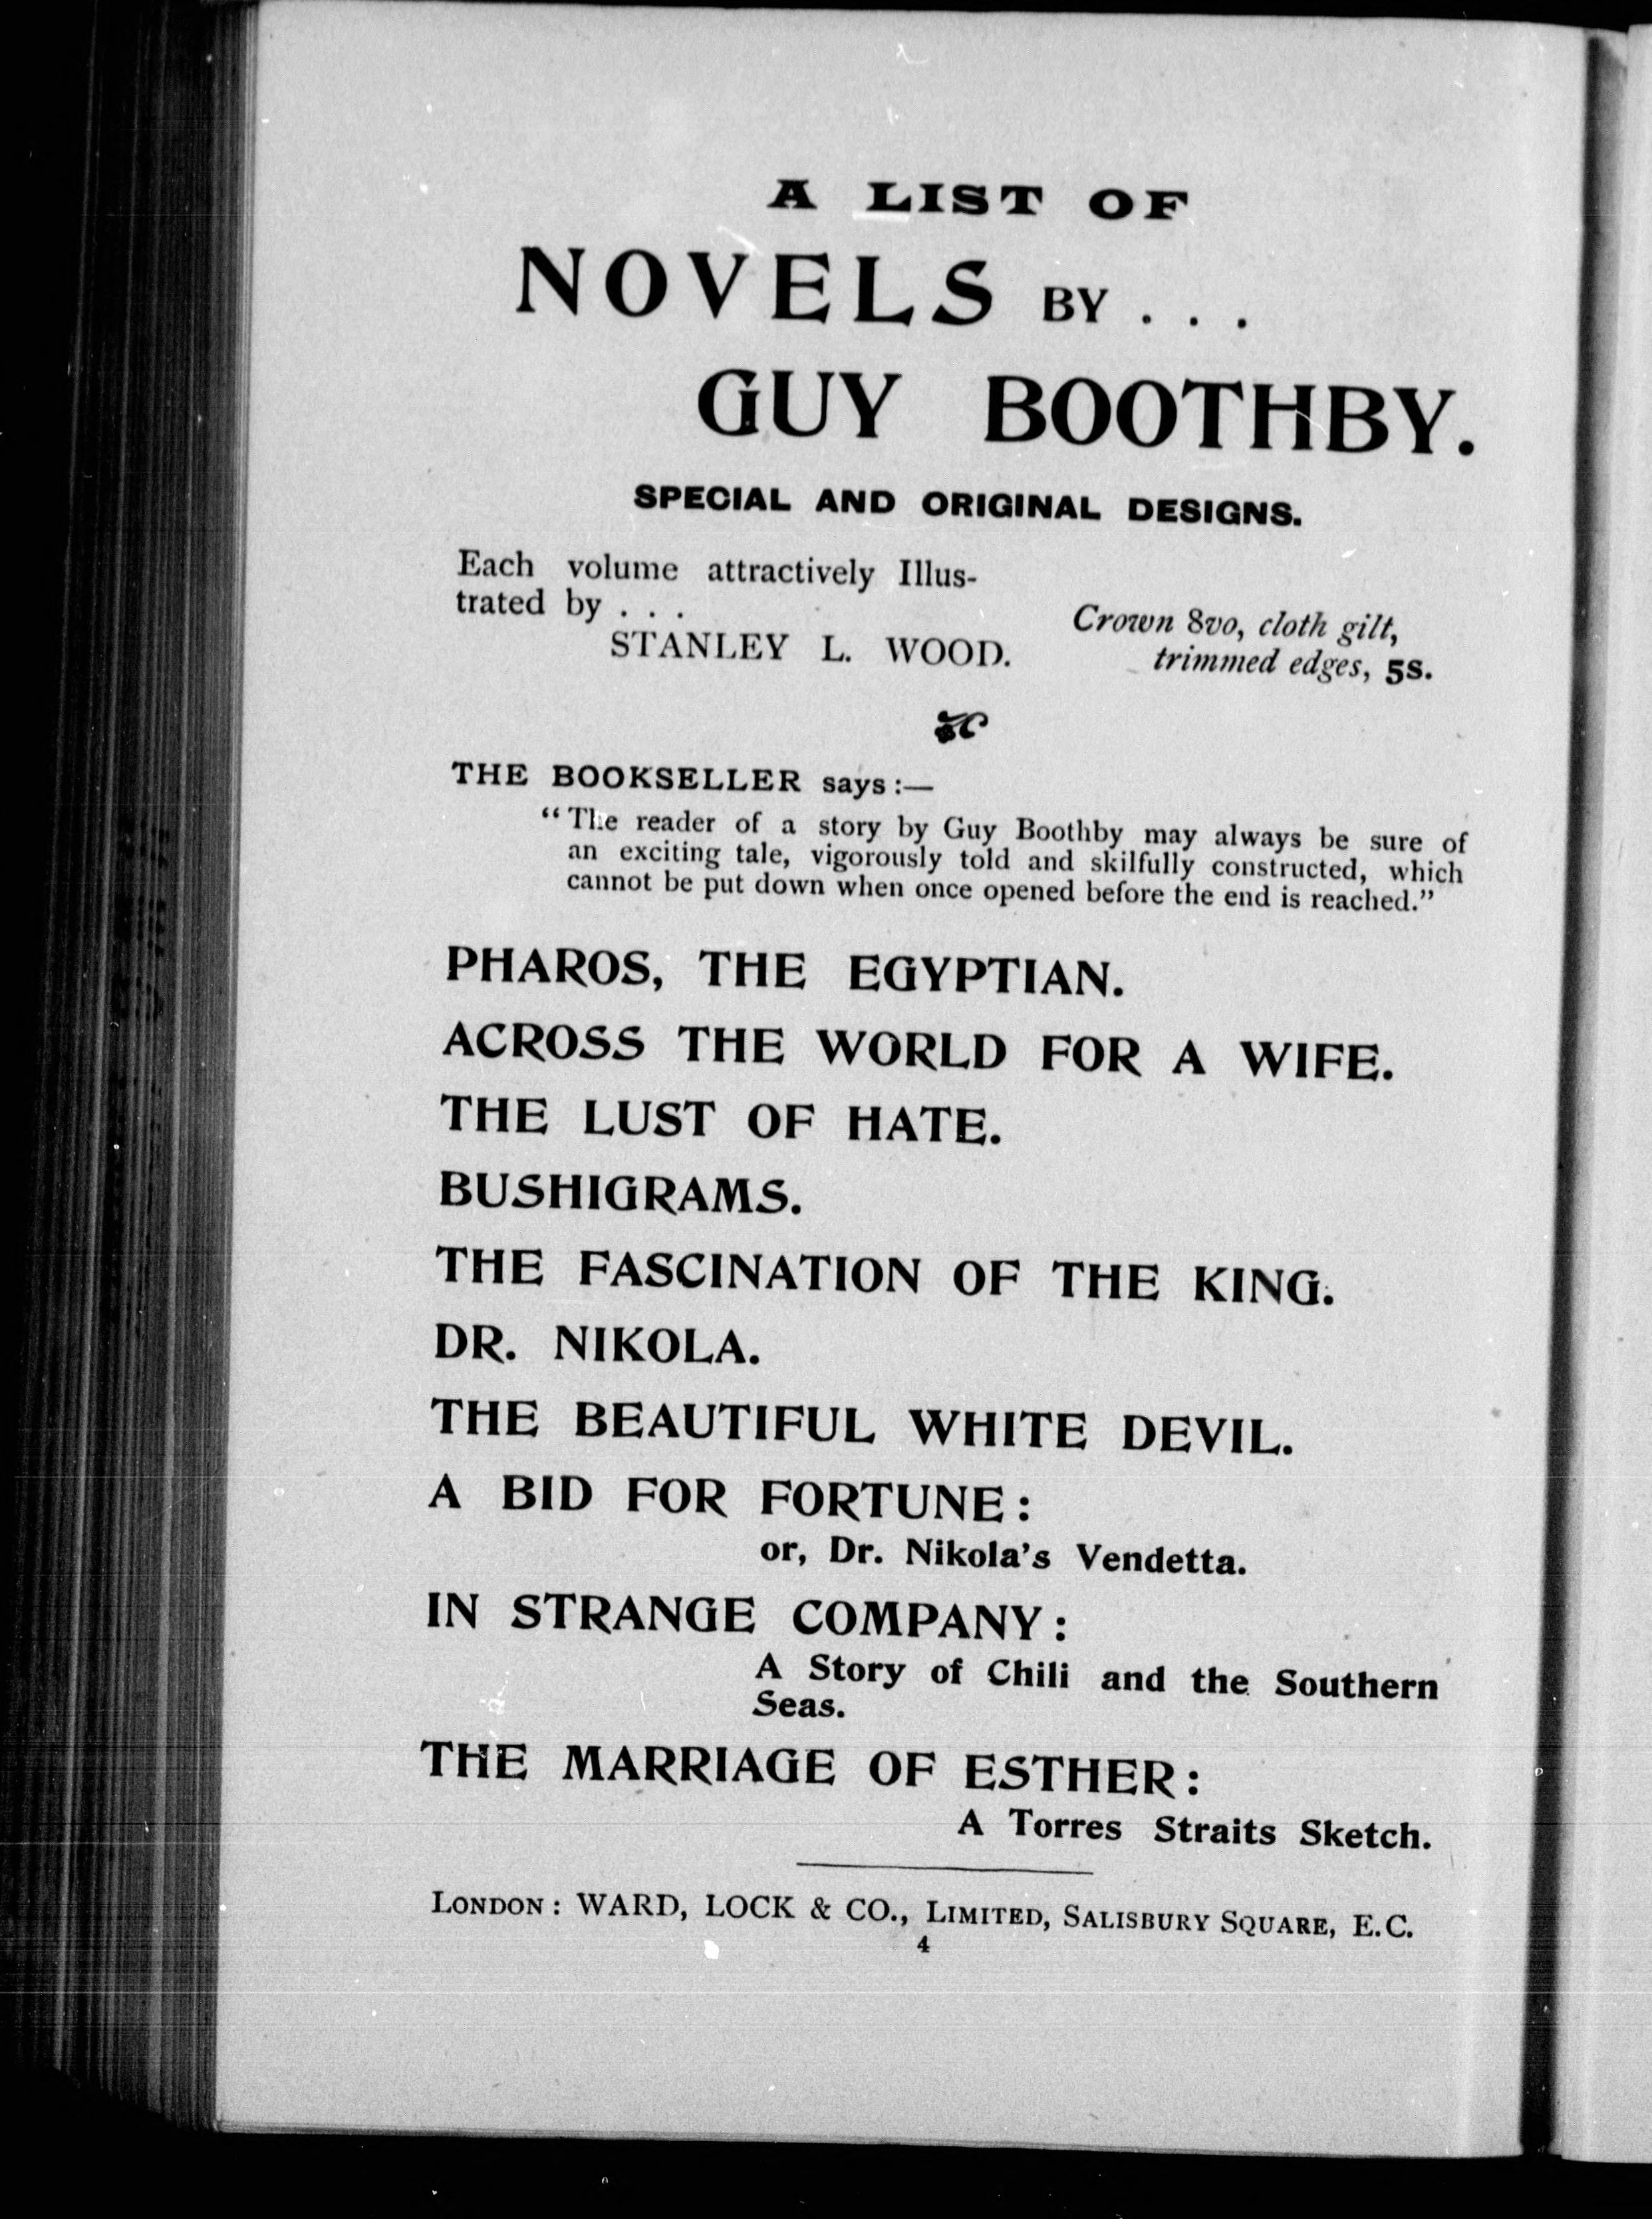 A LIST OF
NOVELS BY . . .
GUY BOOTHBY.
SPECIAL AND ORIGINAL DESIGNS.
Each volume attractively Illus-
trated by . . .
STANLEY L. WOOD.
Crown 8vo, cloth gilt,
trimmed edges, 5s.
THE BOOKSELLER says:—
“The reader of a story by Guy Boothby may always be sure of
an exciting tale, vigorously told and skilfully constructed, which
cannot be put down when once opened before the end is reached.”
PHAROS, THE EGYPTIAN.
ACROSS THE WORLD FOR A WIFE.
THE LUST OF HATE.
BUSHIGRAMS.
THE FASCINATION OF THE KING.
DR. NIKOLA.
THE BEAUTIFUL WHITE DEVIL.
A BID FOR FORTUNE:
or, Dr. Nikola’s Vendetta.
IN STRANGE COMPANY:
A Story of Chili and the Southern
Seas.
THE MARRIAGE OF ESTHER:
A Torres Straits Sketch.
LONDON: WARD, LOCK & CO., LIMITED, SALISBURY SQUARE, E.C.
4